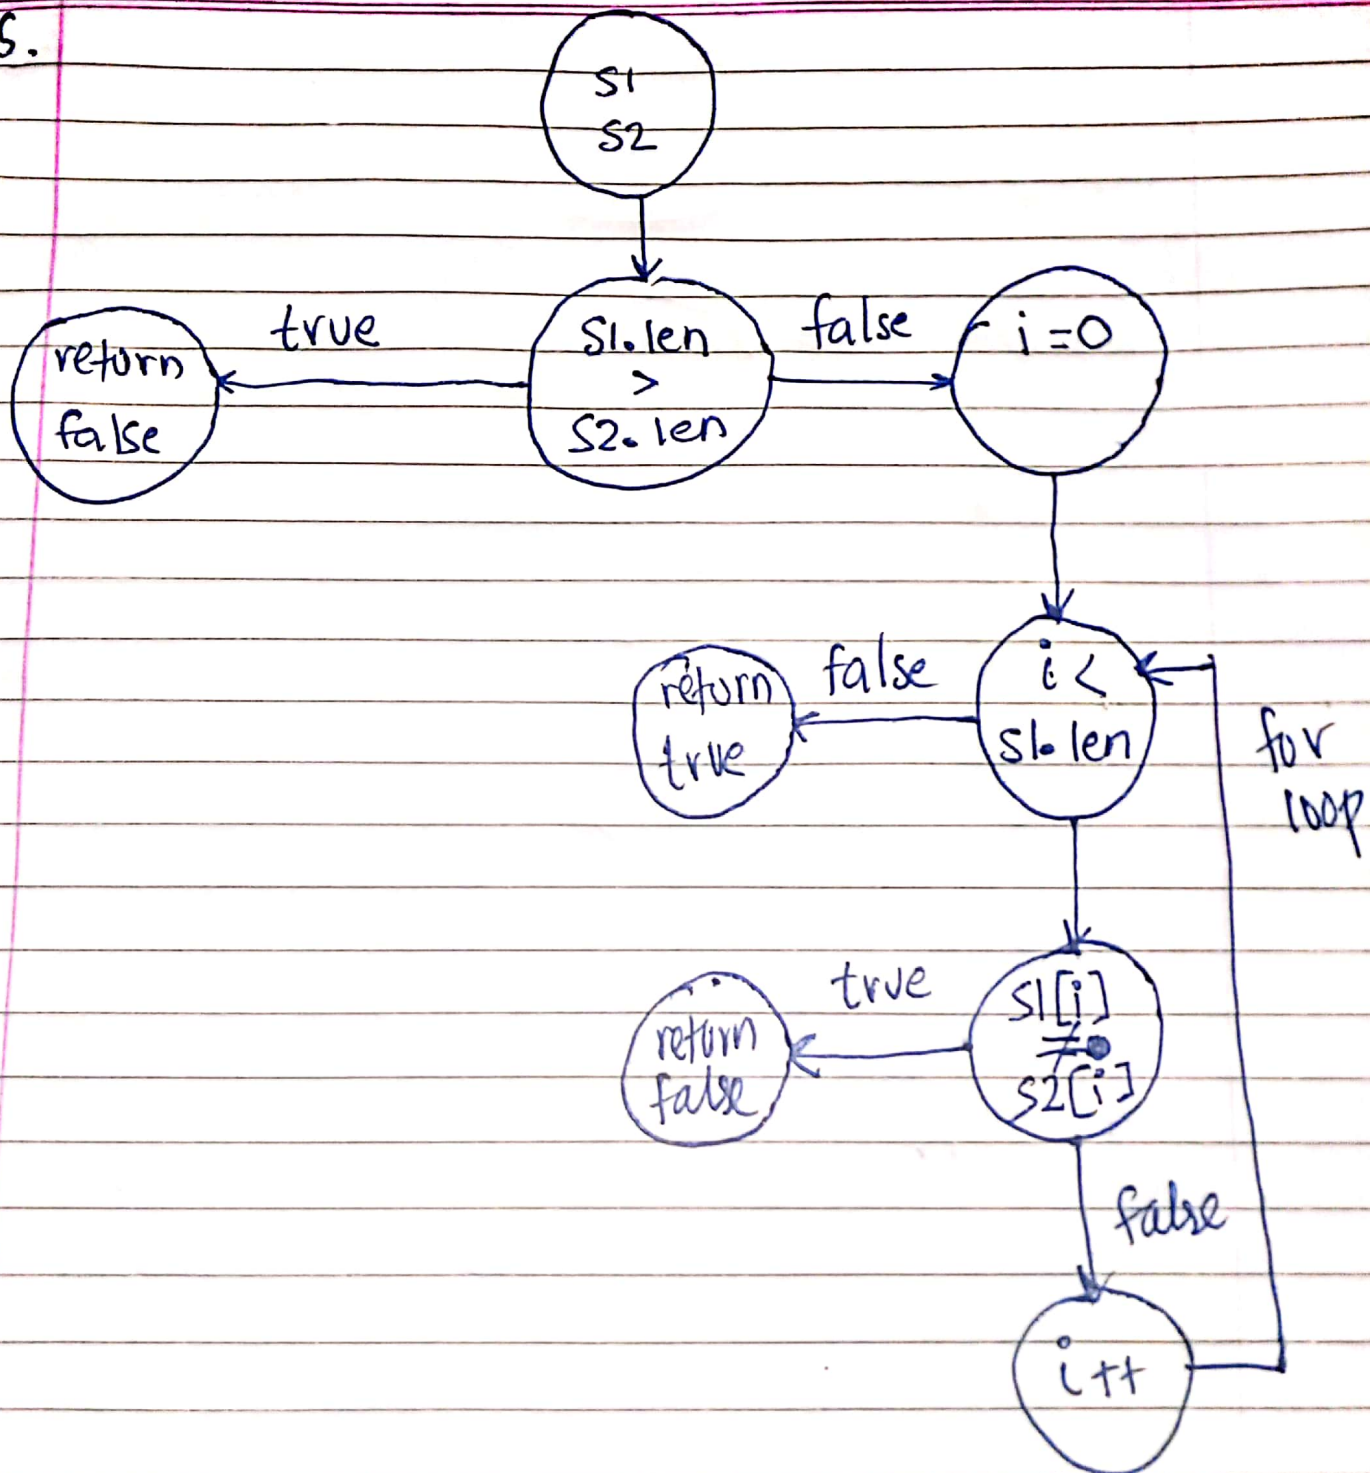 5.
S1
S2
true
false
return
false
S1.len
>
S2.len
i=0
false
return
true
i <
S1.len
for
loop
true
return
false
S1[i]
≠
S2[i]
false
i++